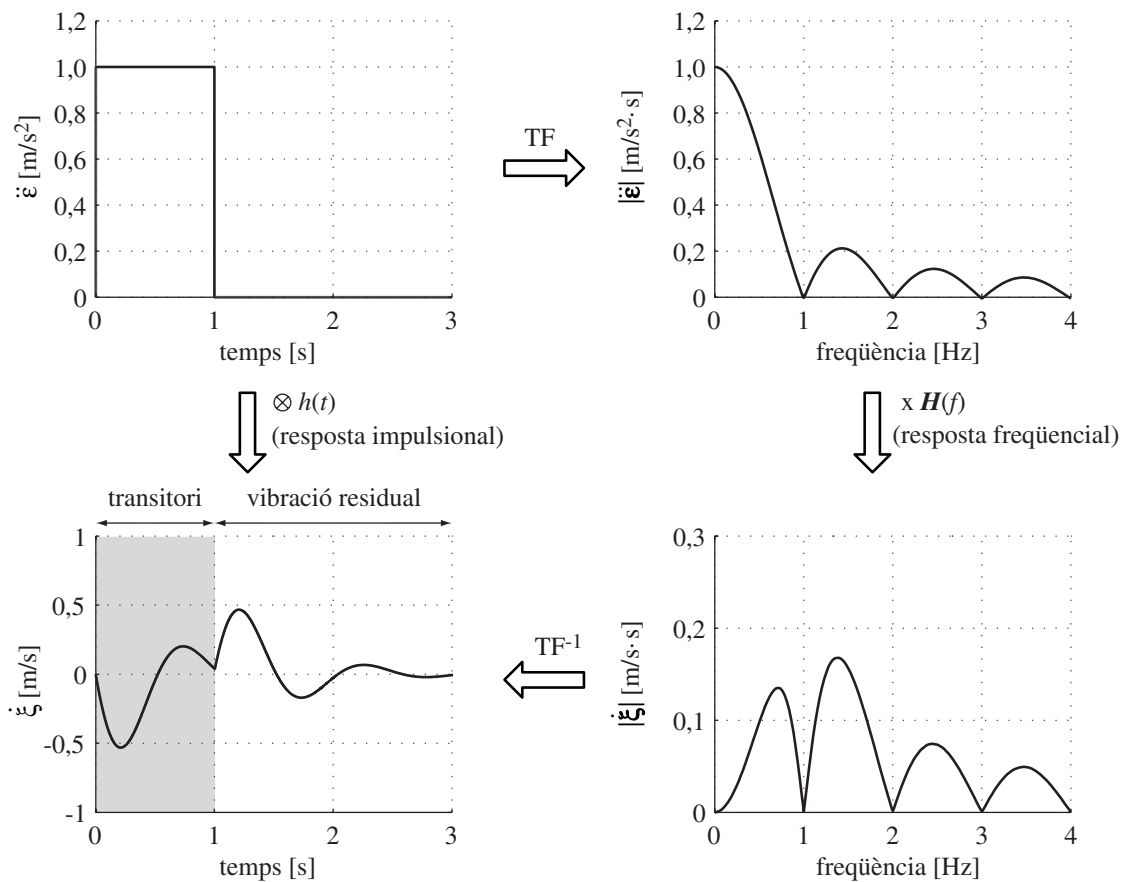 1,2
1,0
0,8
0,6
0,4
0,2
0
ε̈ [m/s²]
0 1 2 3
temps [s]
TF
1,2
1,0
0,8
0,6
0,4
0,2
0
|ε̈| [m/s²· s]
0 1 2 3 4
freqüència [Hz]
⊗ h(t)
(resposta impulsional)
x H(f)
(resposta freqüencial)
transitori vibració residual
1
0,5
0
-0,5
-1
ξ̇ [m/s]
0 1 2 3
temps [s]
TF⁻¹
0,3
0,2
0,1
0
|ξ̇| [m/s· s]
0 1 2 3 4
freqüència [Hz]